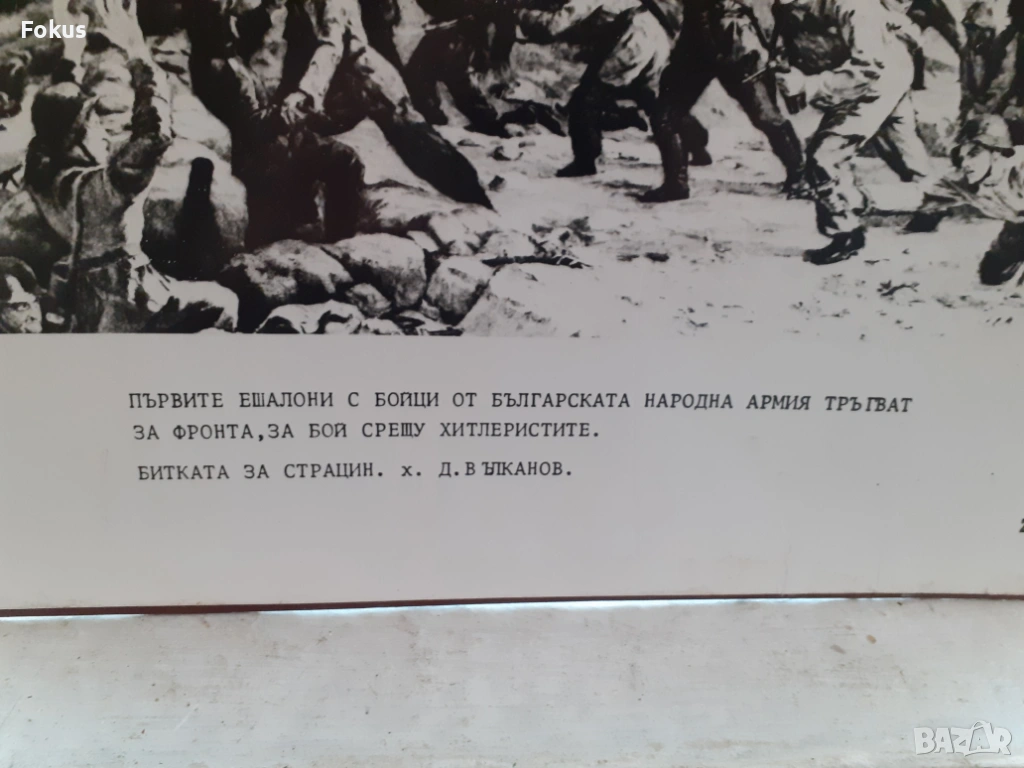 Fokus
ПЪРВИТЕ ЕШАЛОНИ С БОЙЦИ ОТ БЪЛГАРСКАТА НАРОДНА АРМИЯ ТРЪГВАТ
ЗА ФРОНТА,ЗА БОЙ СРЕЩУ ХИТЛЕРИСТИТЕ.
БИТКАТА ЗА СТРАЦИН. х. Д.ВЪЛКАНОВ.
BAZAR